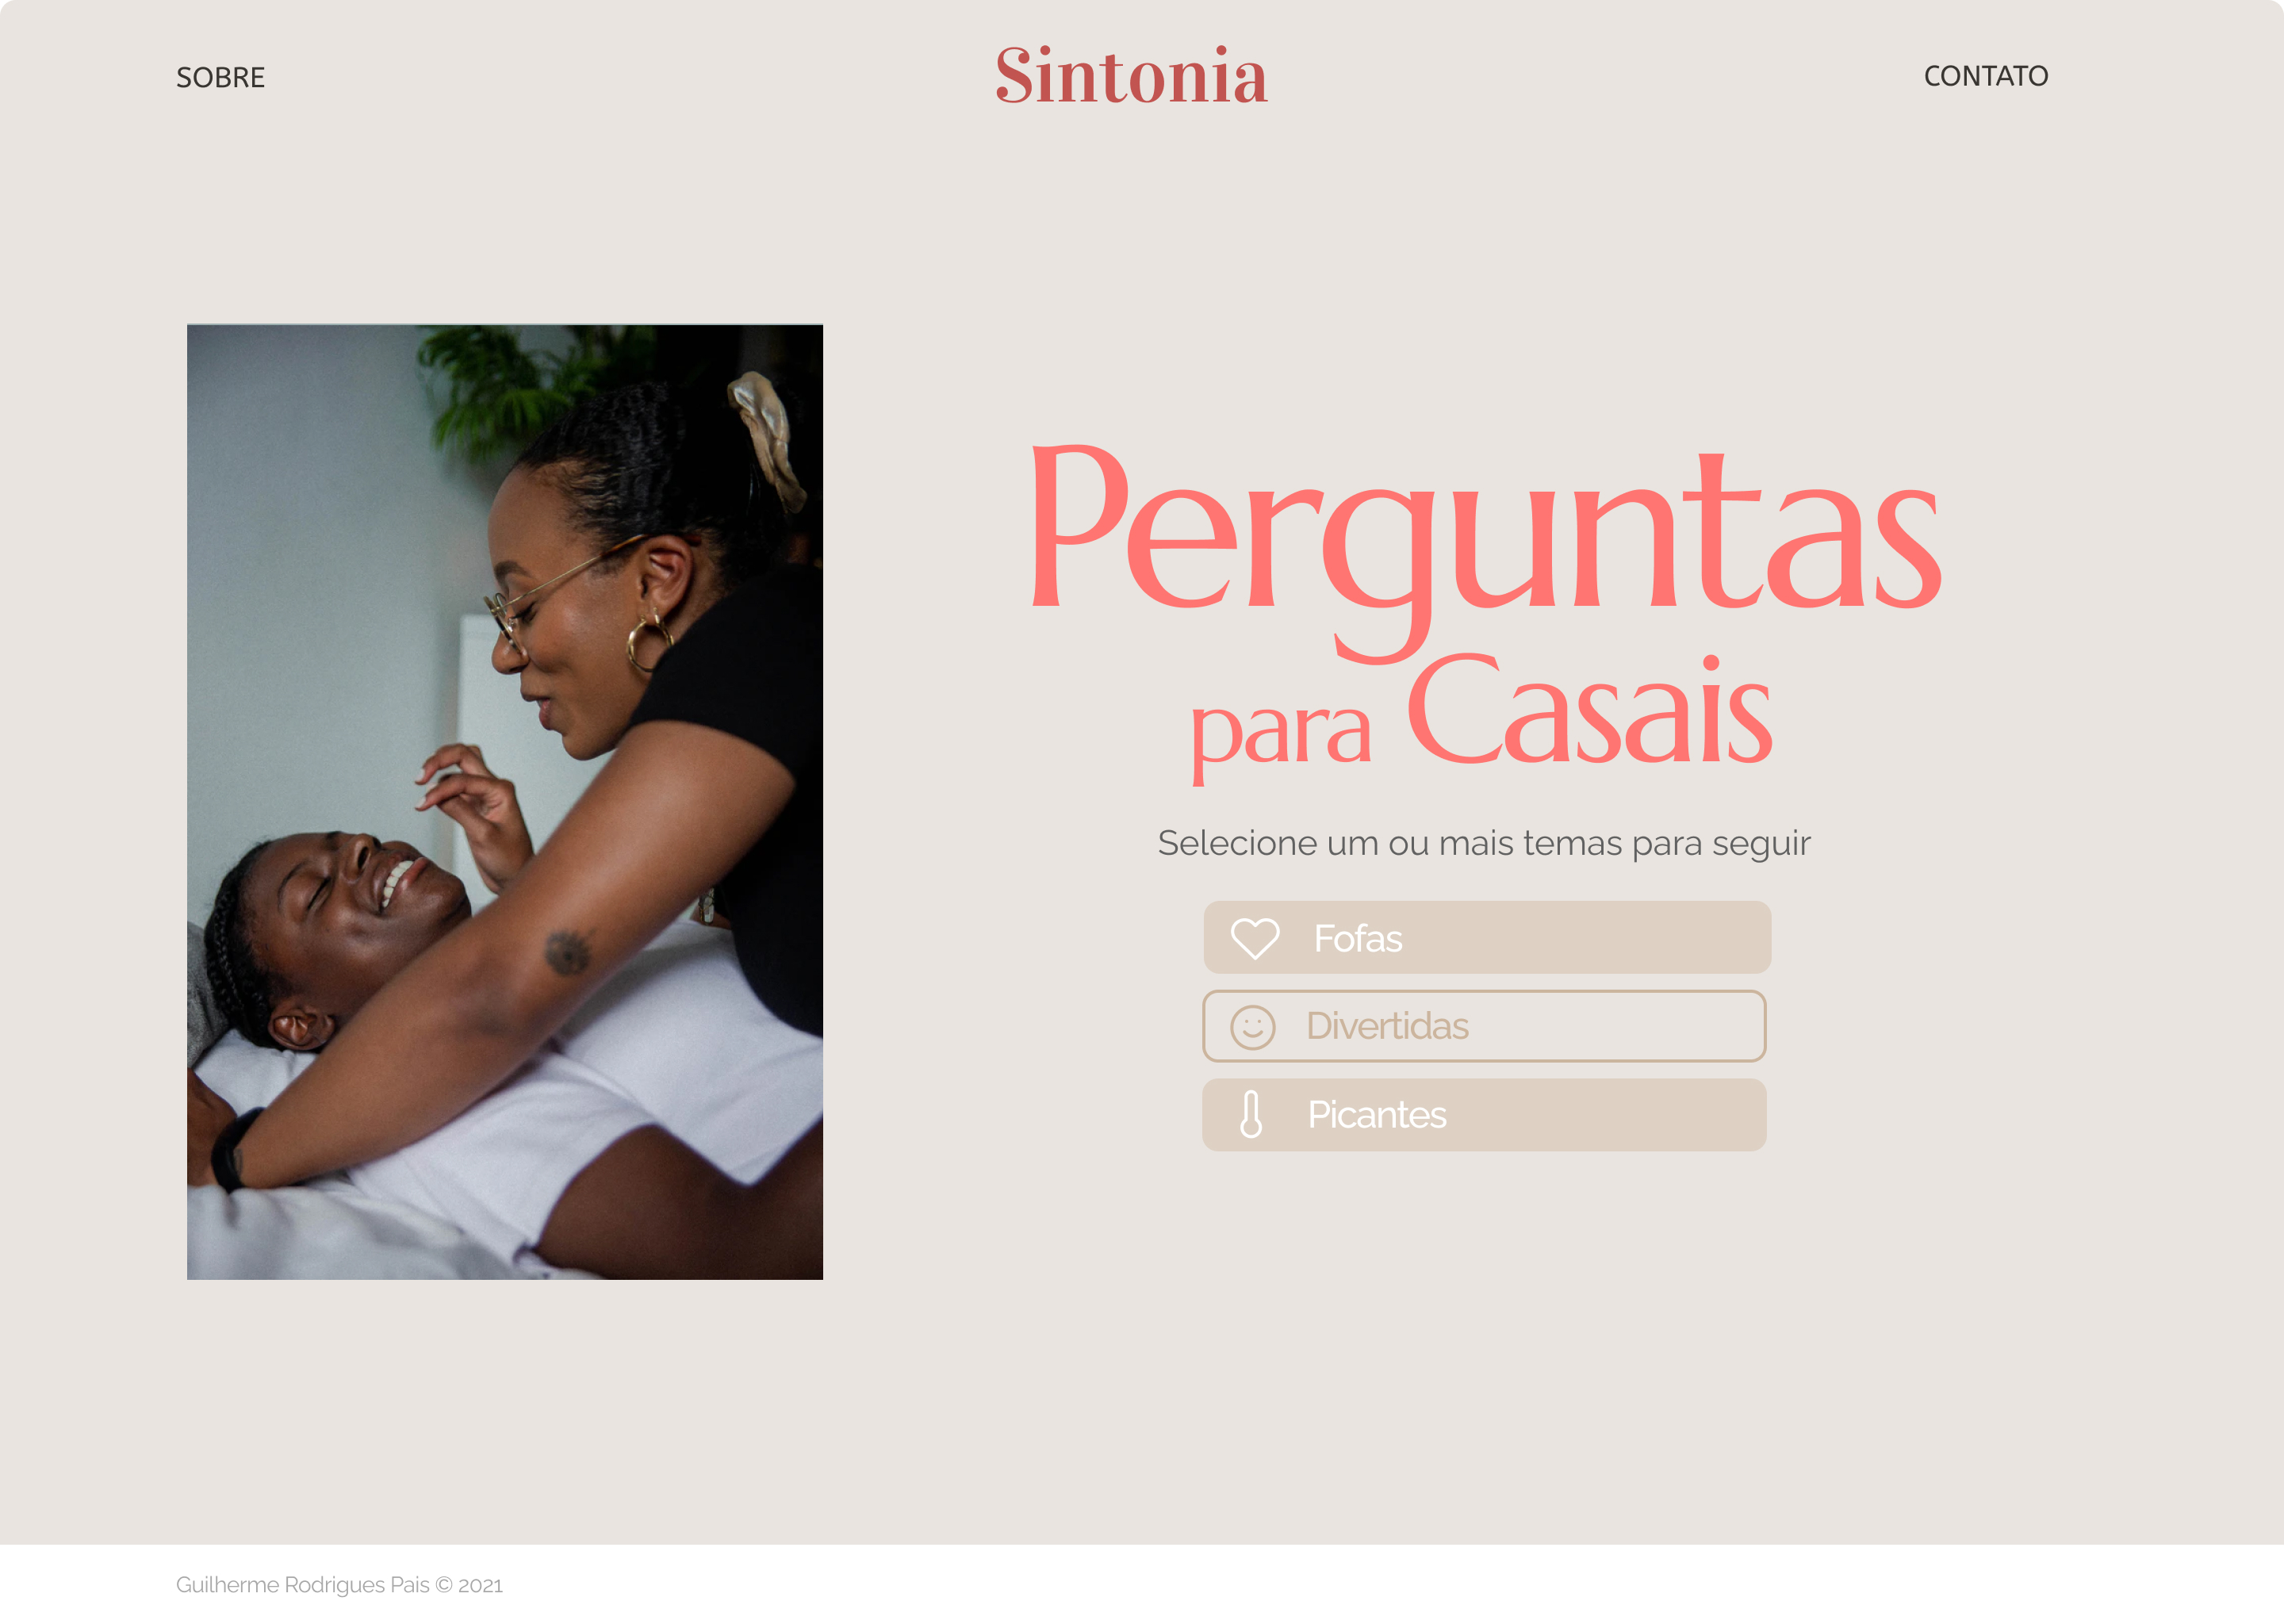 SOBRE
Sintonia
CONTATO
Perguntas
para Casais
Selecione um ou mais temas para seguir
Fofas
Divertidas
Picantes
Guilherme Rodrigues Pais © 2021